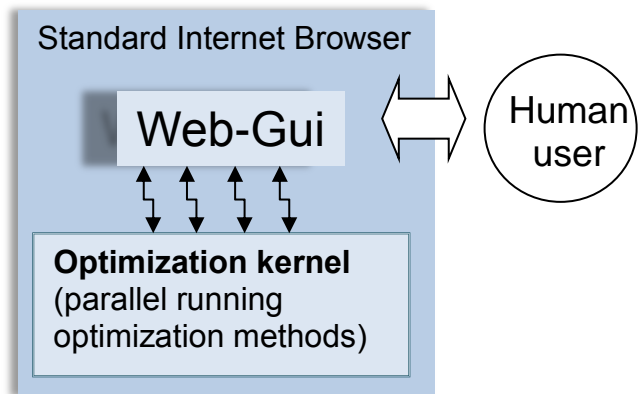 Standard Internet Browser
Web-Gui
Human
user
Optimization kernel
(parallel running
optimization methods)